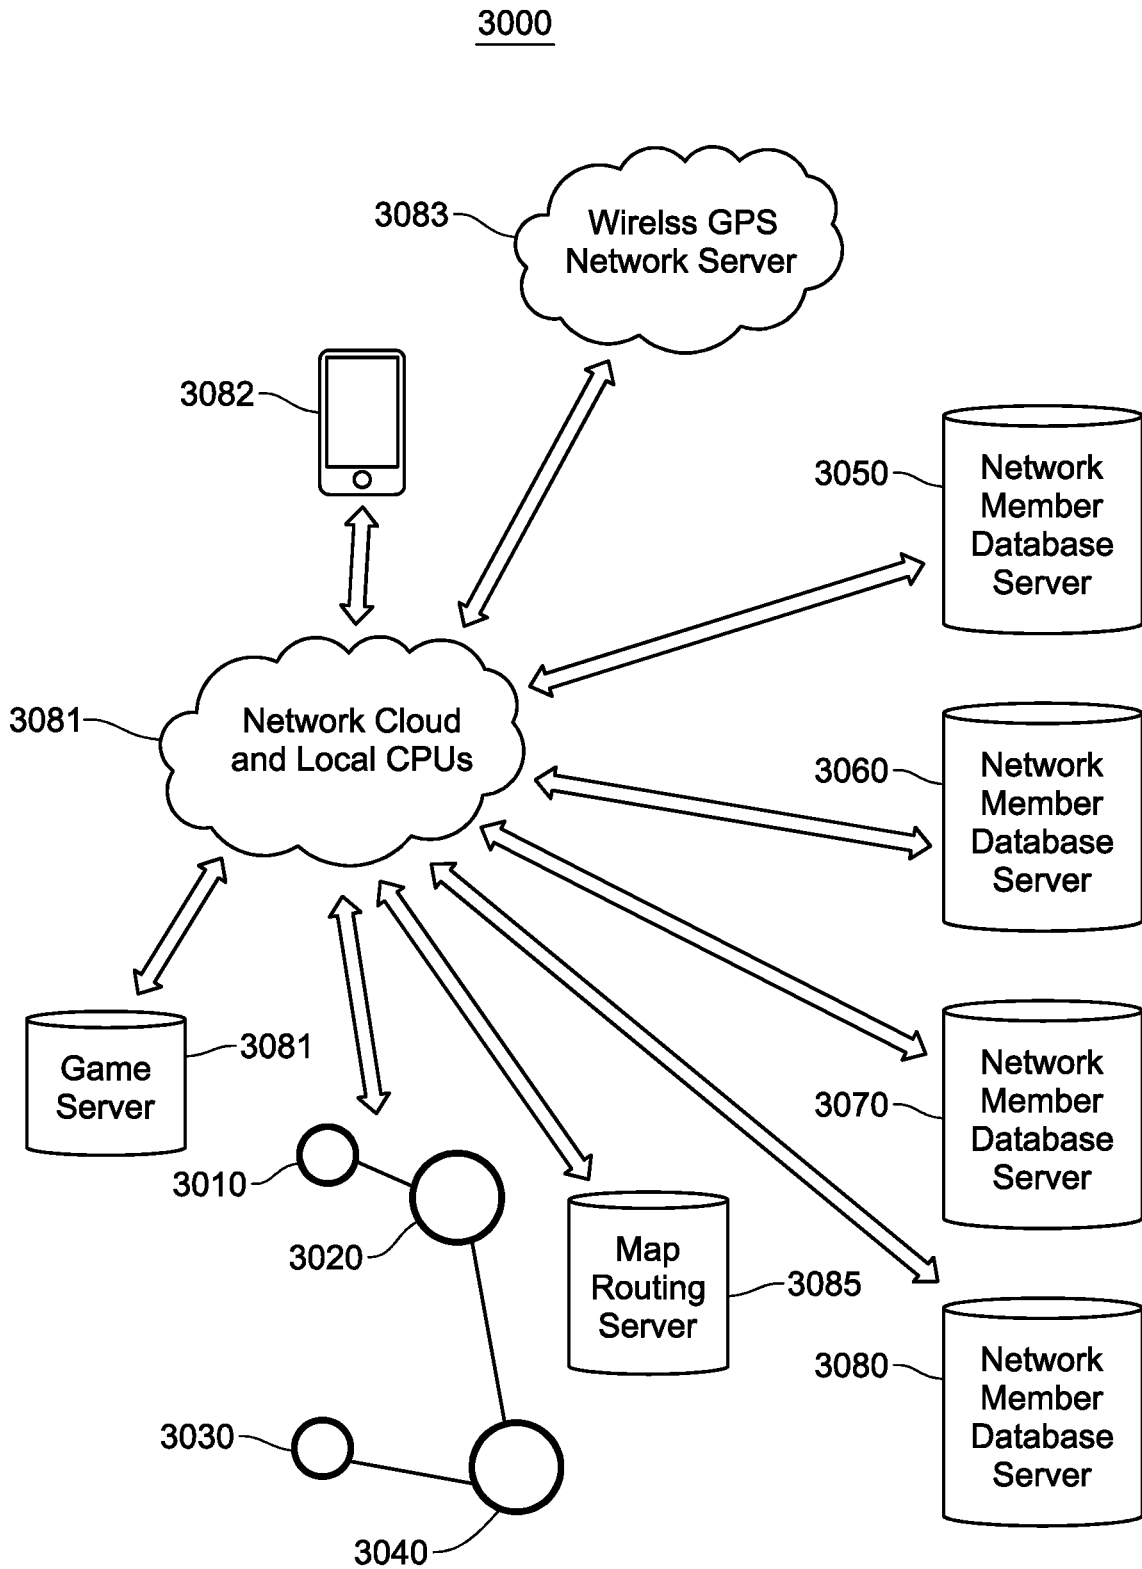 3000
3083
Wirelss GPS
Network Server
3082
3050
Network
Member
Database
Server
3081
Network Cloud
and Local CPUs
3060
Network
Member
Database
Server
Game
Server
3081
3070
Network
Member
Database
Server
3010
3020
Map
Routing
Server
3085
3080
Network
Member
Database
Server
3030
3040